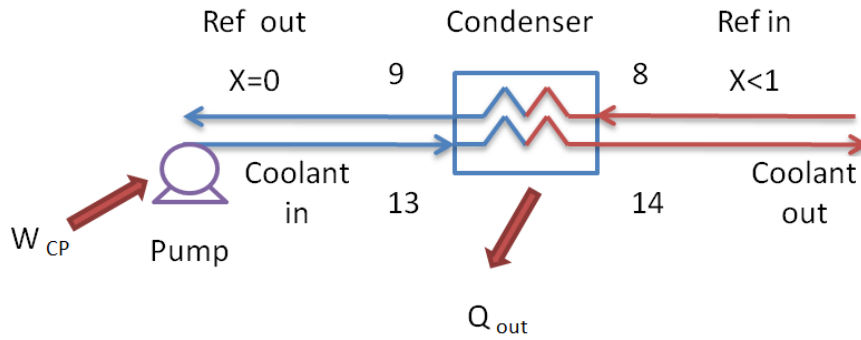 Ref out
Condenser
Ref in
X=0
9
8
X<1
Coolant in
13
14
Coolant out
W CP
Pump
Q out